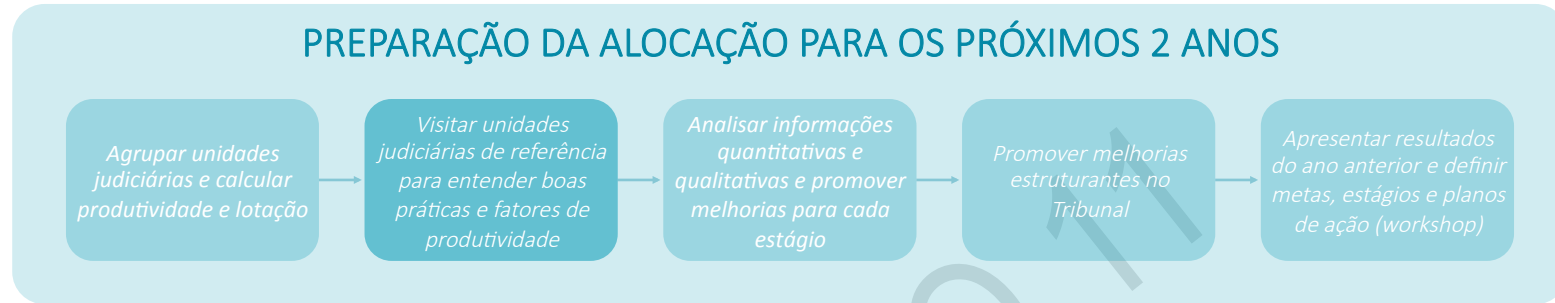 PREPARAÇÃO DA ALOCAÇÃO PARA OS PRÓXIMOS 2 ANOS
Agrupar unidades
judiciárias e calcular
produtividade e lotação
Visitar unidades
judiciárias de referência
para entender boas
práticas e fatores de
produtividade
Analisar informações
quantitativas e
qualitativas e promover
melhorias para cada
estágio
Promover melhorias
estruturantes no
Tribunal
Apresentar resultados
do ano anterior e definir
metas, estágios e planos
de ação (workshop)